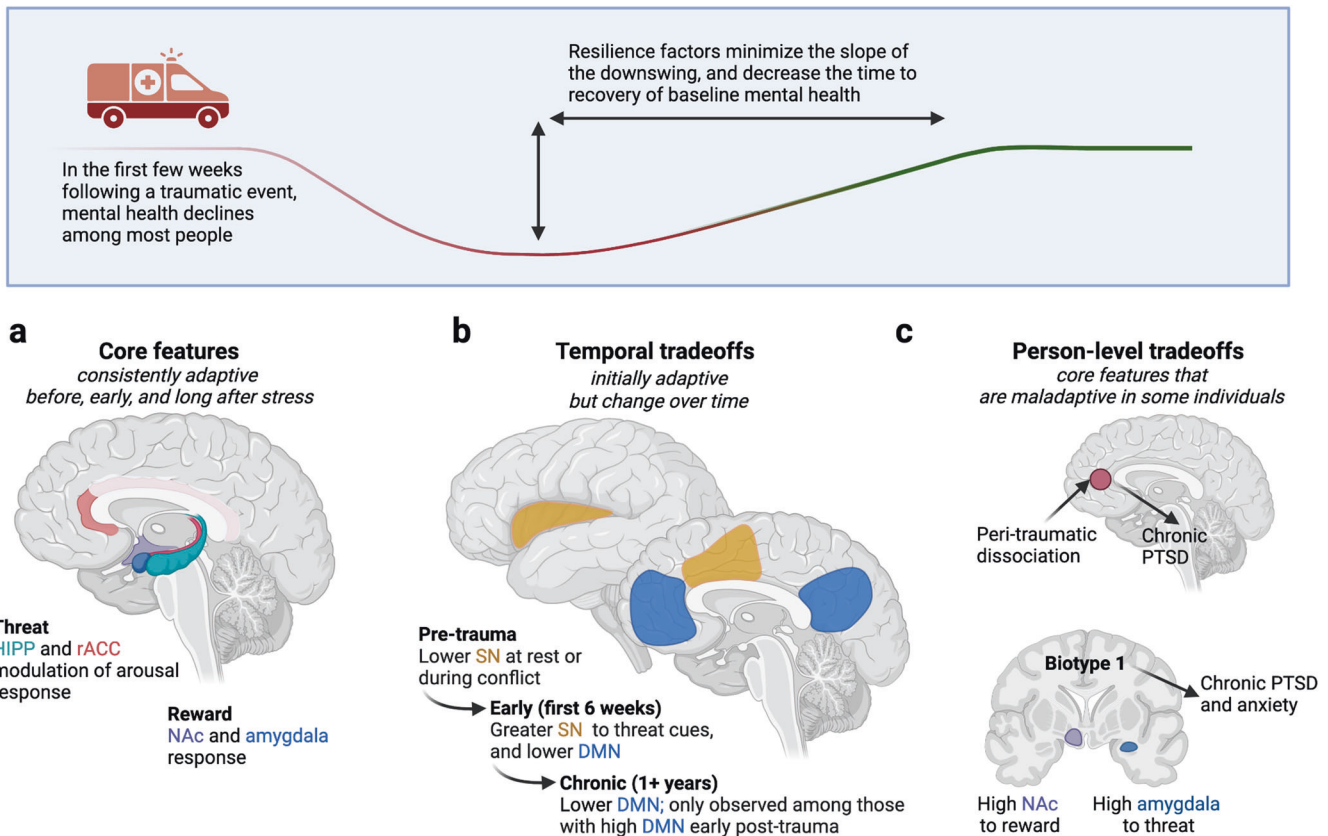 In the first few weeks
following a traumatic event,
mental health declines
among most people
Resilience factors minimize the slope of
the downswing, and decrease the time to
recovery of baseline mental health
a
Core features
consistently adaptive
before, early, and long after stress
Threat
HIPP and rACC
modulation of arousal
response
Reward
NAc and amygdala
response
b
Temporal tradeoffs
initially adaptive
but change over time
Pre-trauma
Lower SN at rest or
during conflict
Early (first 6 weeks)
Greater SN to threat cues,
and lower DMN
Chronic (1+ years)
Lower DMN; only observed among those
with high DMN early post-trauma
c
Person-level tradeoffs
core features that
are maladaptive in some individuals
Peri-traumatic
dissociation
Chronic
PTSD
Biotype 1
Chronic PTSD
and anxiety
High NAc
to reward
High amygdala
to threat